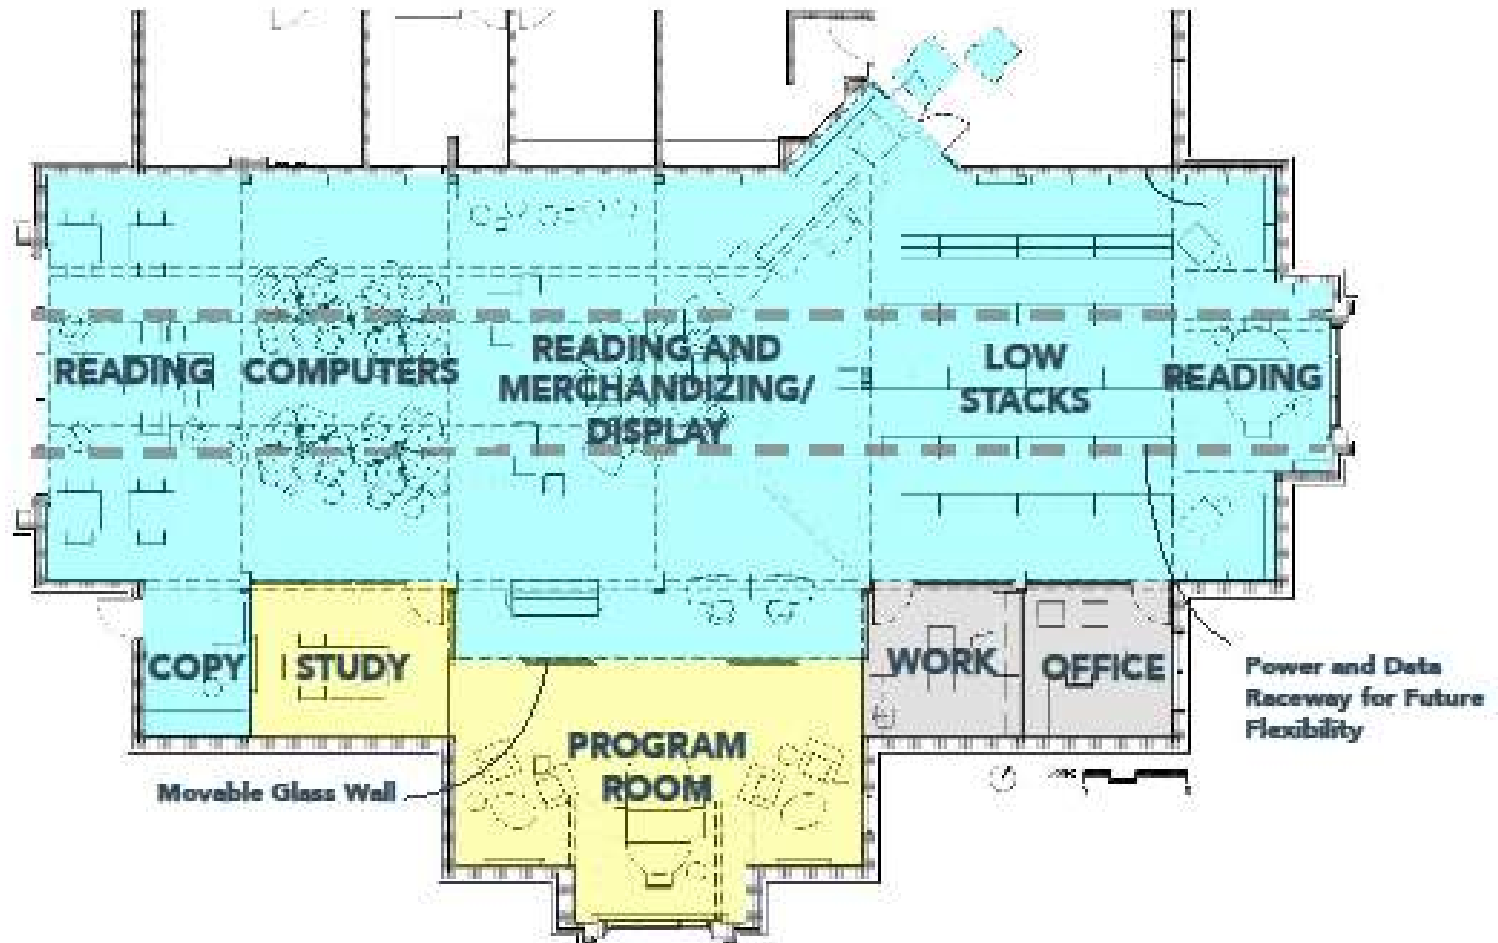 READING
COMPUTERS
READING AND
MERCHANDIZING/
DISPLAY
LOW
STACKS
READING
COPY
STUDY
WORK
OFFICE
Power and Data
Raceway for Future
Flexibility
PROGRAM
ROOM
Movable Glass Wall